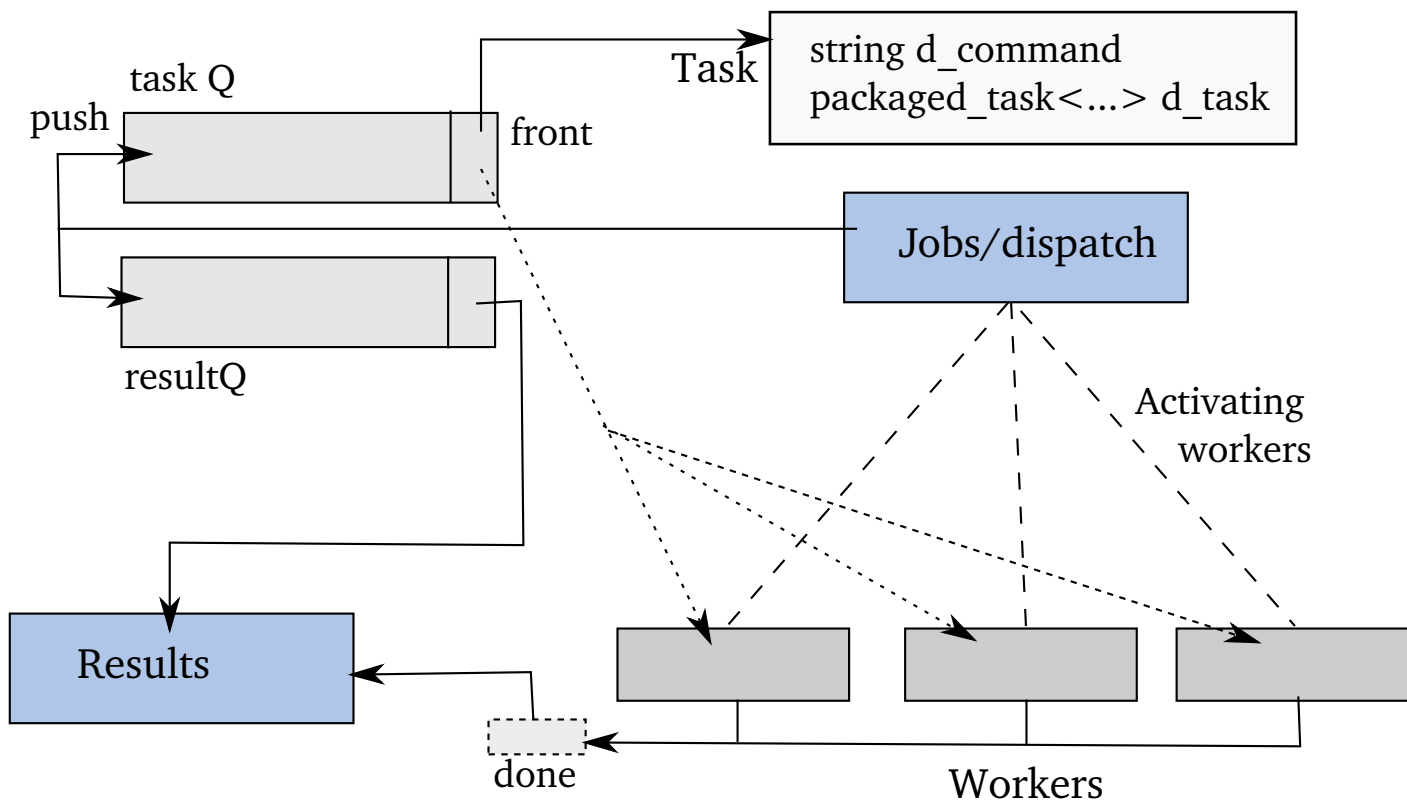 task Q
push
front
Task
string d_command
packaged_task<...> d_task
Jobs/dispatch
resultQ
Activating
workers
Results
done
Workers